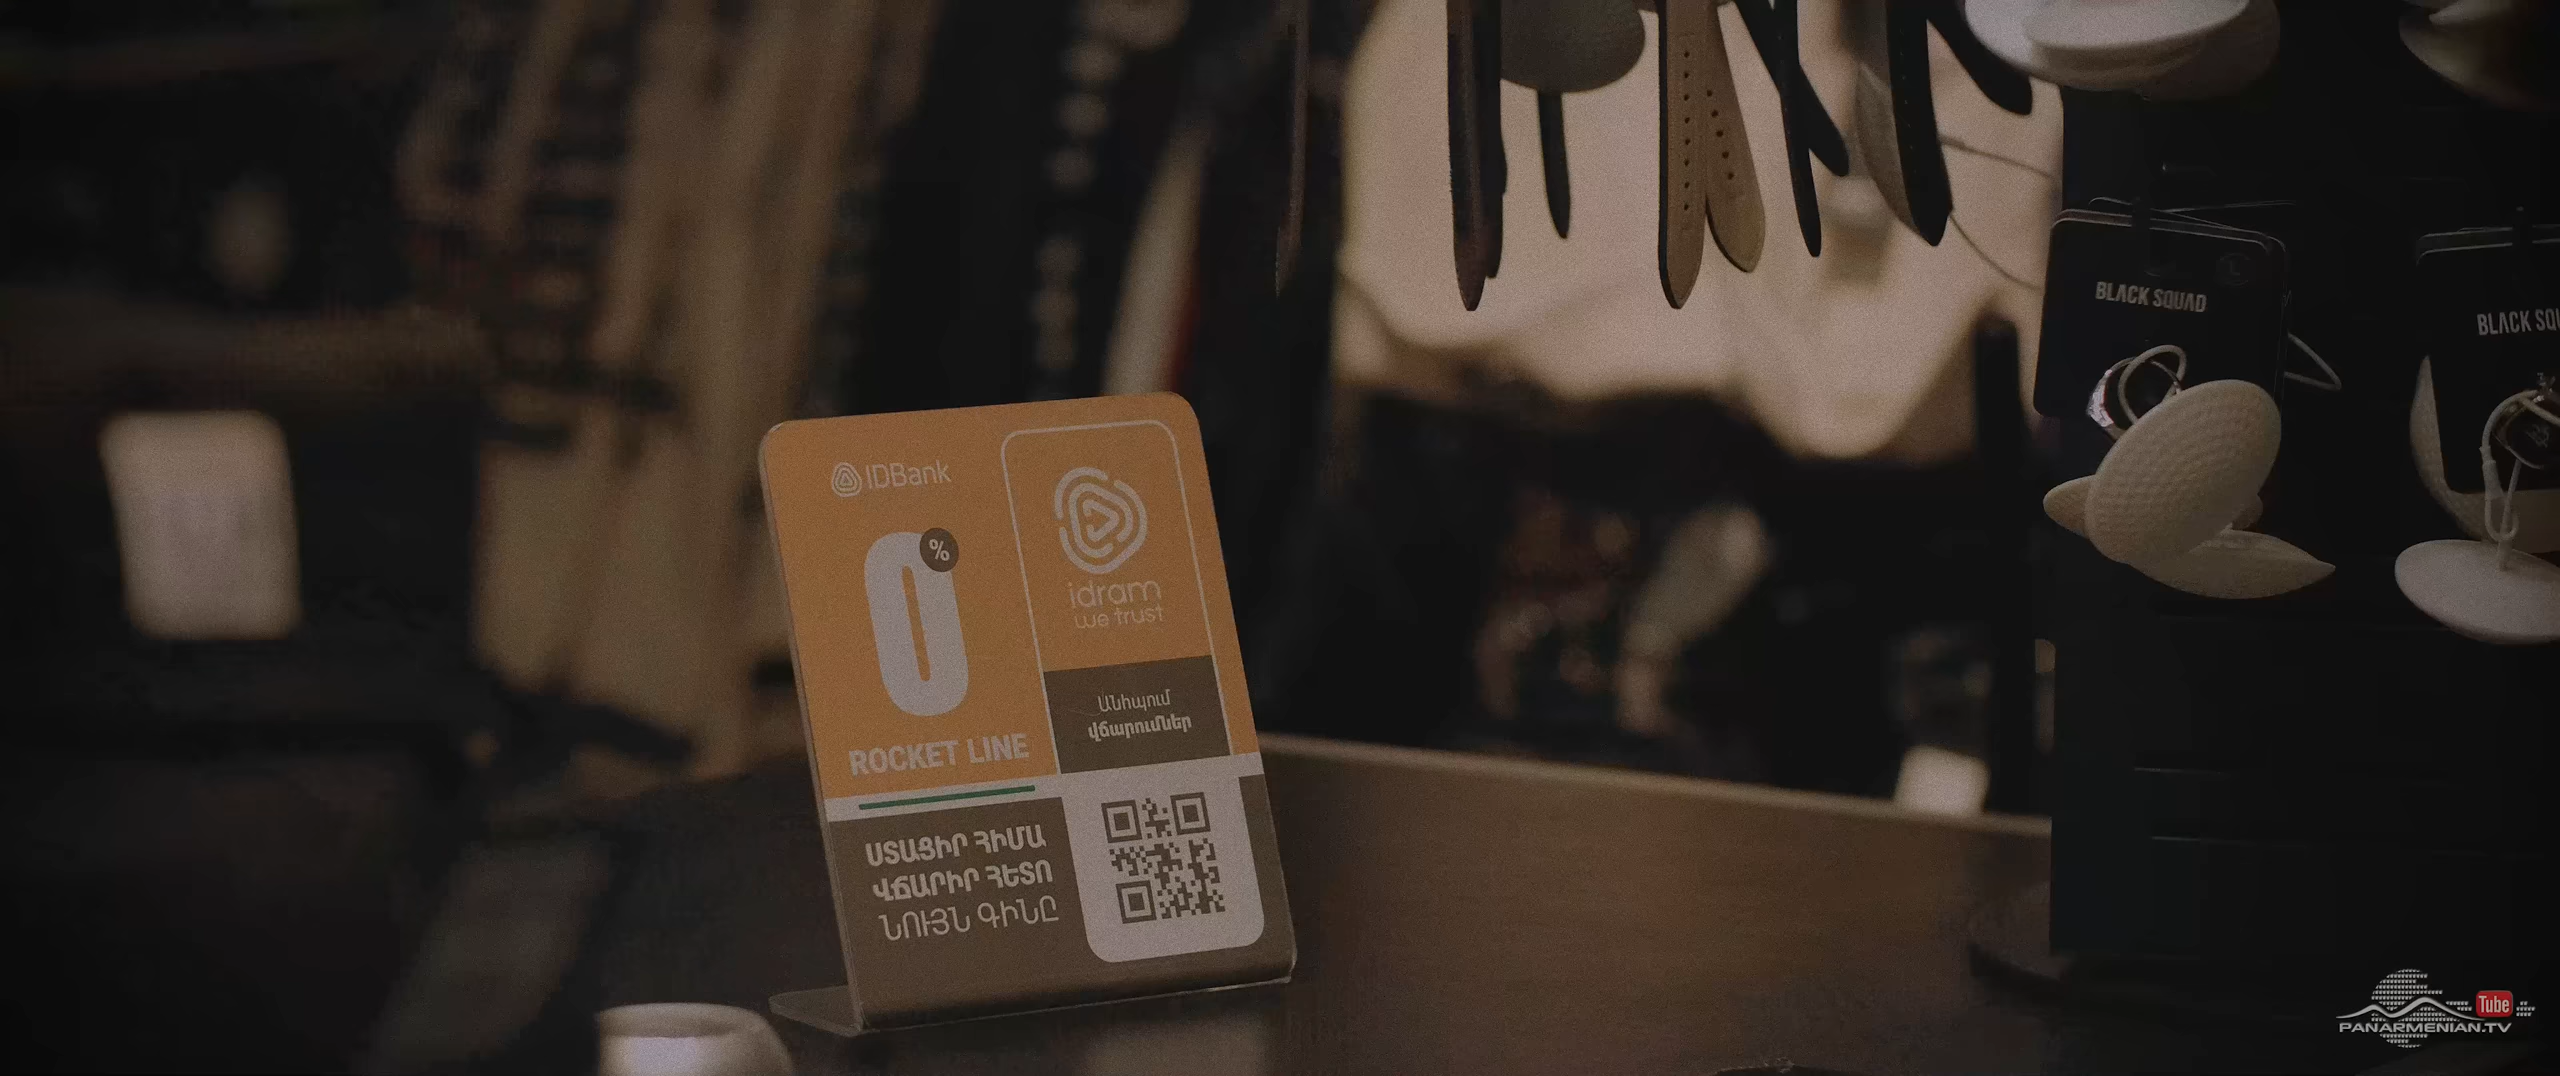 IDBank
0%
ROCKET LINE
ՍՏԱՑԻՐ ՀԻՄԱ
ՎՃԱՐԻՐ ՀԵՏՈ
ՆՈՒՅՆ ԳԻՆԸ
idram
we trust
Անհպում
վճարումներ
BLACK SQUAD
BLACK SQU
Tube
PANARMENIAN.TV